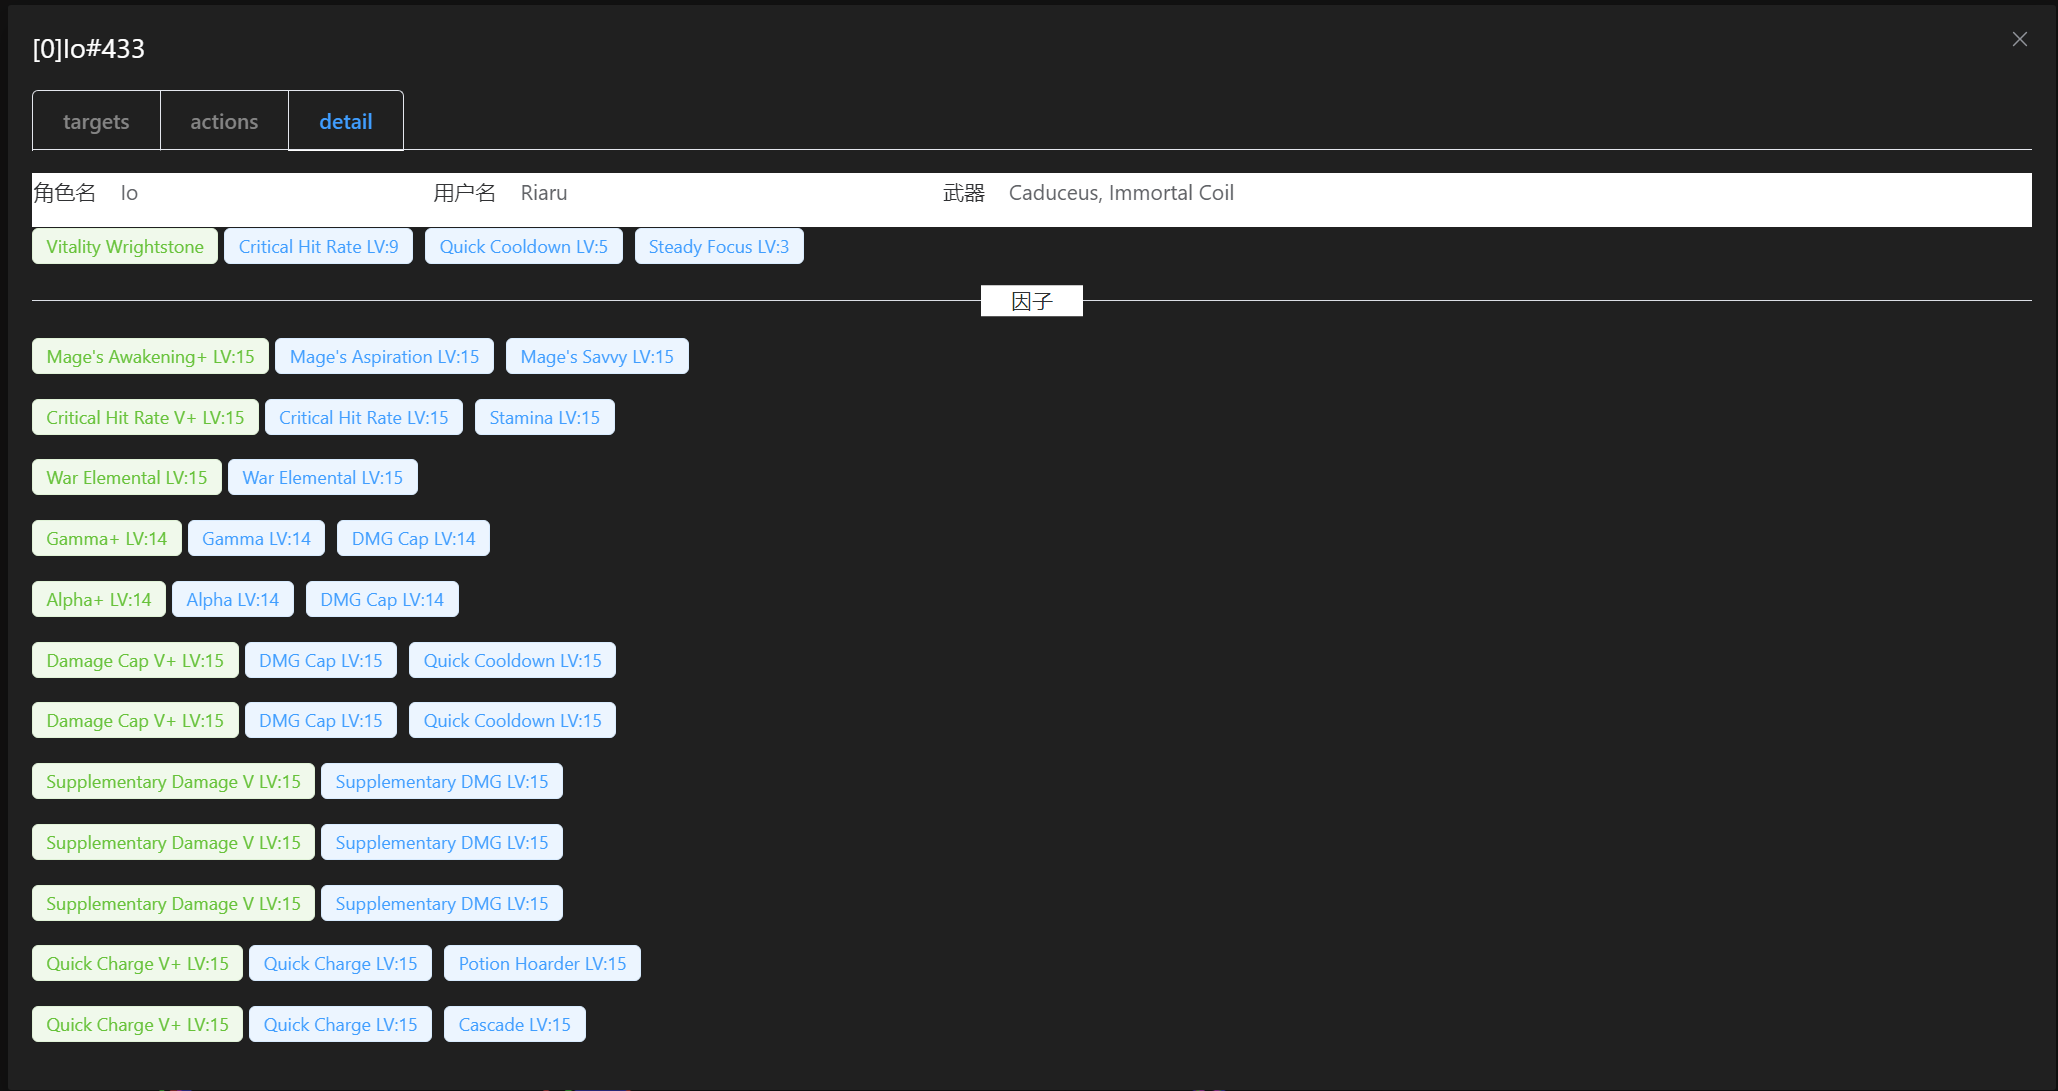 [0]Io#433
targets actions detail
角色名 Io 用户名 Riaru 武器 Caduceus, Immortal Coil
Vitality Wrightstone Critical Hit Rate LV:9 Quick Cooldown LV:5 Steady Focus LV:3
因子
Mage's Awakening+ LV:15 Mage's Aspiration LV:15 Mage's Savvy LV:15
Critical Hit Rate V+ LV:15 Critical Hit Rate LV:15 Stamina LV:15
War Elemental LV:15 War Elemental LV:15
Gamma+ LV:14 Gamma LV:14 DMG Cap LV:14
Alpha+ LV:14 Alpha LV:14 DMG Cap LV:14
Damage Cap V+ LV:15 DMG Cap LV:15 Quick Cooldown LV:15
Damage Cap V+ LV:15 DMG Cap LV:15 Quick Cooldown LV:15
Supplementary Damage V LV:15 Supplementary DMG LV:15
Supplementary Damage V LV:15 Supplementary DMG LV:15
Supplementary Damage V LV:15 Supplementary DMG LV:15
Quick Charge V+ LV:15 Quick Charge LV:15 Potion Hoarder LV:15
Quick Charge V+ LV:15 Quick Charge LV:15 Cascade LV:15